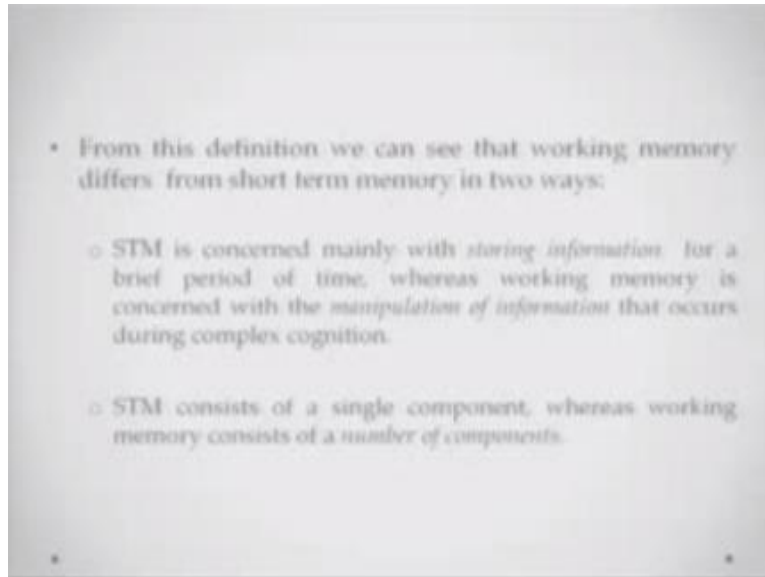 • From this definition we can see that working memory
differs from short term memory in two ways:
o STM is concerned mainly with storing information for a
brief period of time, whereas working memory is
concerned with the manipulation of information that occurs
during complex cognition.
o STM consists of a single component, whereas working
memory consists of a number of components.